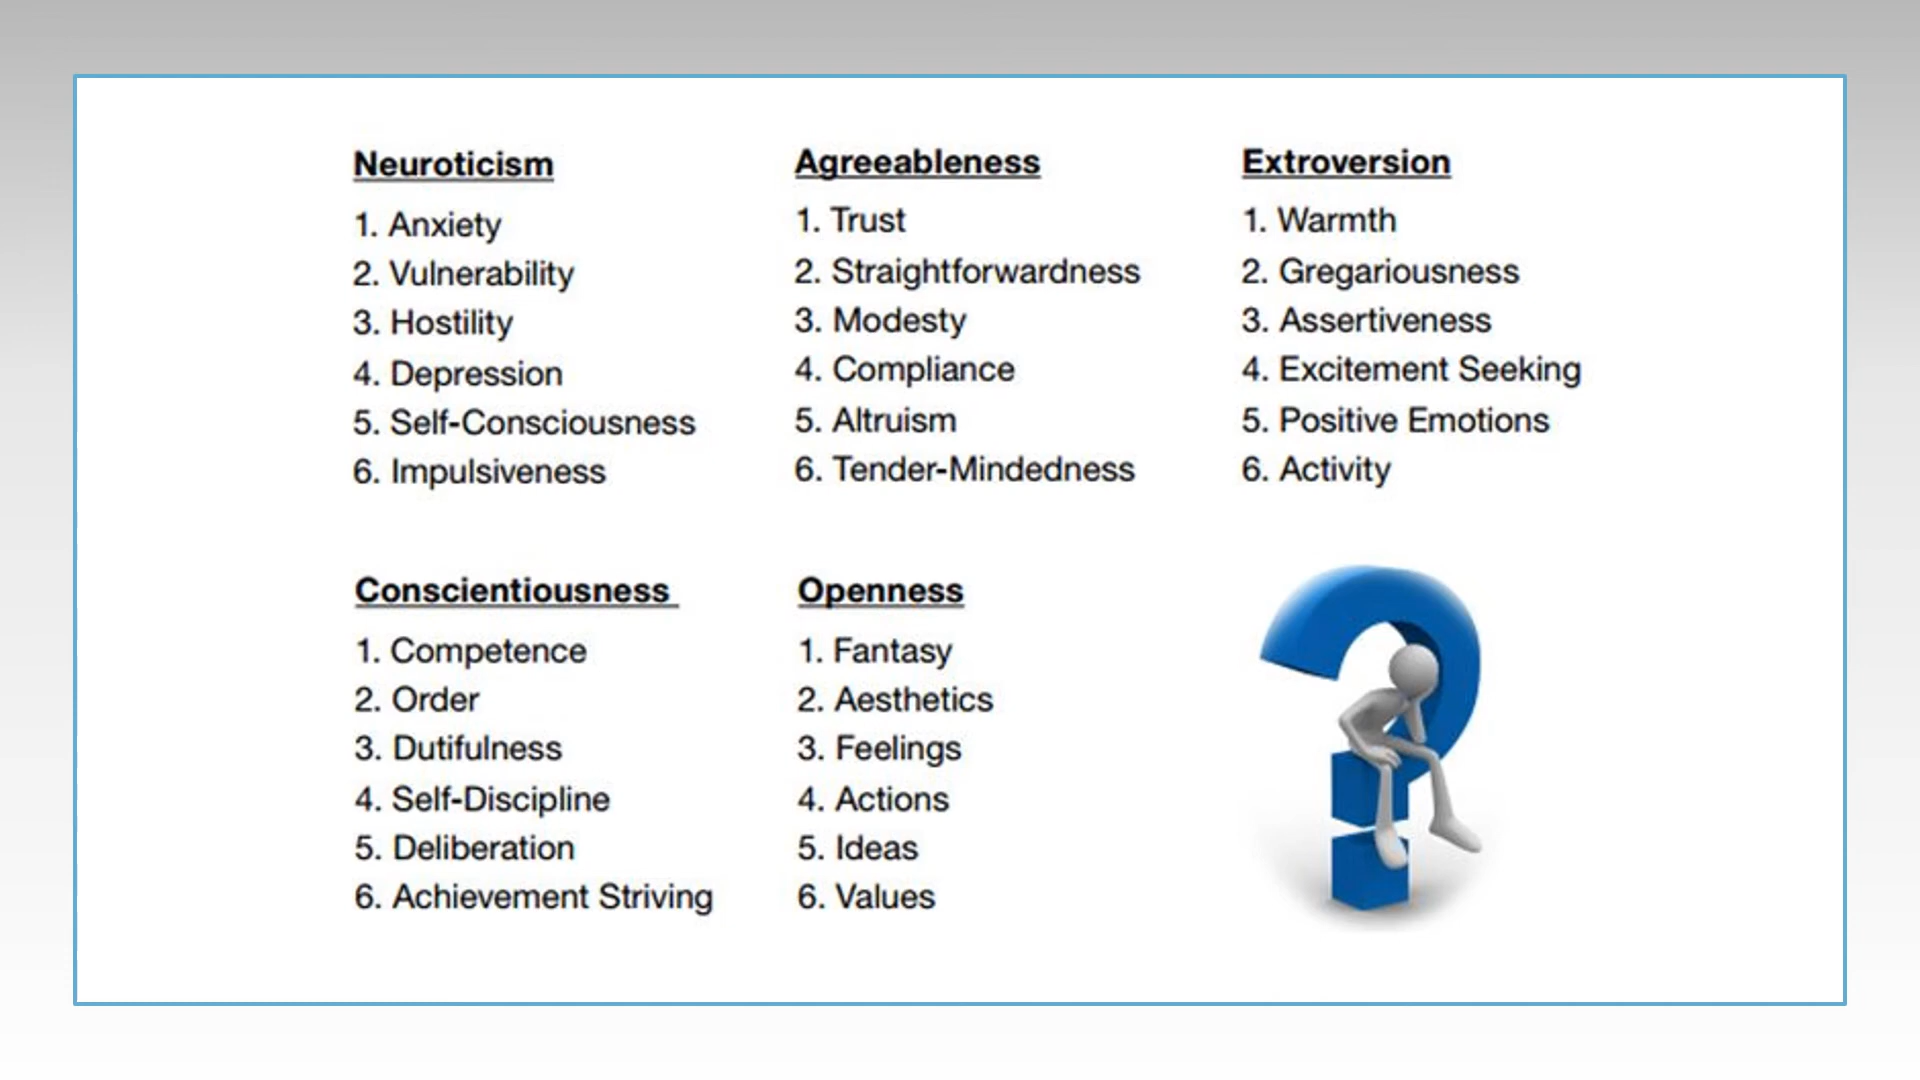 Neuroticism
1. Anxiety
2. Vulnerability
3. Hostility
4. Depression
5. Self-Consciousness
6. Impulsiveness
Agreeableness
1. Trust
2. Straightforwardness
3. Modesty
4. Compliance
5. Altruism
6. Tender-Mindedness
Extroversion
1. Warmth
2. Gregariousness
3. Assertiveness
4. Excitement Seeking
5. Positive Emotions
6. Activity
Conscientiousness
1. Competence
2. Order
3. Dutifulness
4. Self-Discipline
5. Deliberation
6. Achievement Striving
Openness
1. Fantasy
2. Aesthetics
3. Feelings
4. Actions
5. Ideas
6. Values